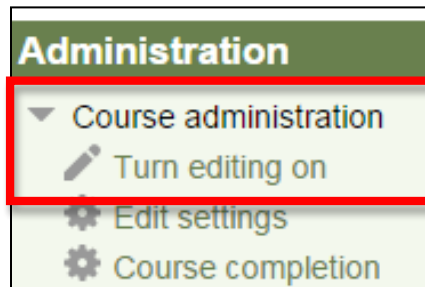 Administration
Course administration
Turn editing on
Edit settings
Course completion